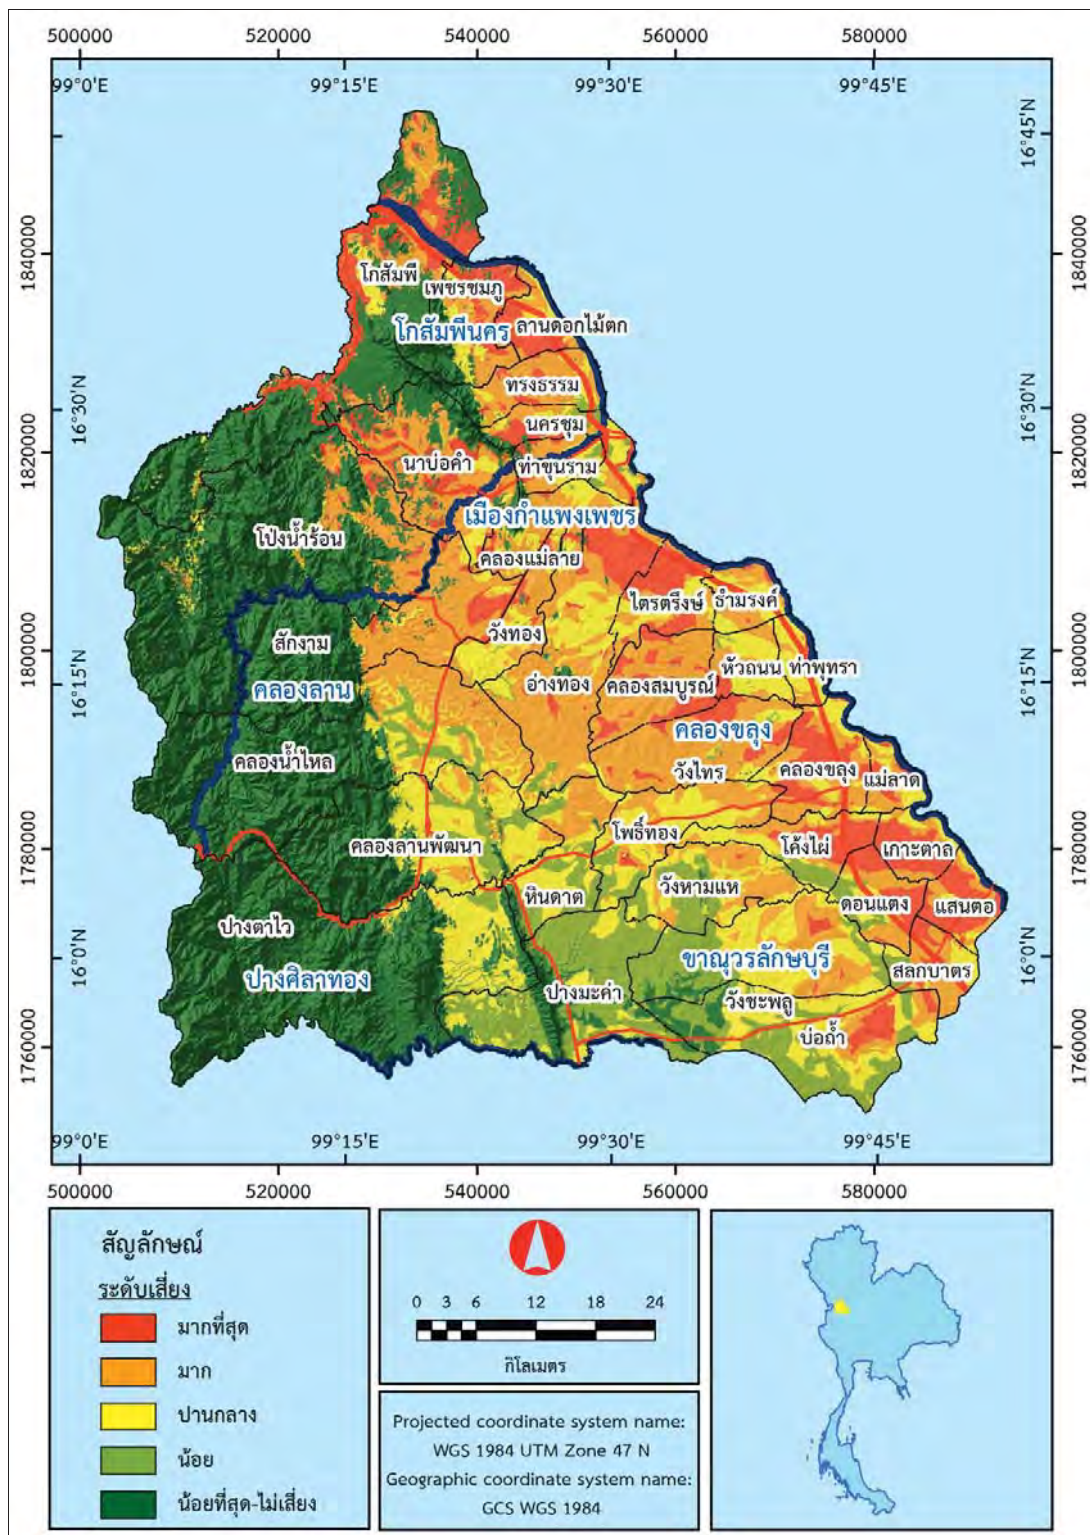 500000 520000 540000 560000 580000
99°0'E 99°15'E 99°30'E 99°45'E
16°45'N 16°45'N
1840000 1840000
โกสัมพี
เพชรชมภู
ลานดอกไม้ตก
โกสัมพีนคร
ทรงธรรม
16°30'N 16°30'N
นครชุม
1820000 1820000
นาบ่อคำ
ท่าขุนราม
เมืองกำแพงเพชร
โป่งน้ำร้อน
คลองแม่ลาย
ไตรตรึงษ์
ธำมรงค์
วังทอง
สักงาม
1800000 1800000
หัวถนน
ท่าพุทรา
16°15'N 16°15'N
คลองลาน
อ่างทอง
คลองสมบูรณ์
คลองขลุง
คลองน้ำไหล
วังไทร
คลองขลุง
แม่ลาด
โพธิ์ทอง
1780000 1780000
คลองลานพัฒนา
โค้งไผ่
เกาะตาล
วังหามแห
หินดาต
ดอนแตง
แสนตอ
ปางตาไว
16°0'N 16°0'N
ขาณุวรลักษบุรี
สลกบาตร
ปางศิลาทอง
ปางมะค่า
วังชะพลู
บ่อถ้ำ
1760000 1760000
99°0'E 99°15'E 99°30'E 99°45'E
500000 520000 540000 560000 580000
สัญลักษณ์
ระดับเสี่ยง
มากที่สุด
มาก
ปานกลาง
น้อย
น้อยที่สุด-ไม่เสี่ยง
0 3 6 12 18 24
กิโลเมตร
Projected coordinate system name:
WGS 1984 UTM Zone 47 N
Geographic coordinate system name:
GCS WGS 1984